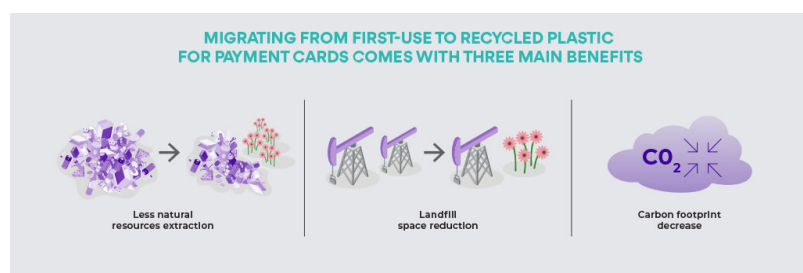 MIGRATING FROM FIRST-USE TO RECYCLED PLASTIC
FOR PAYMENT CARDS COMES WITH THREE MAIN BENEFITS
CO2
Less natural
resources extraction
Landfill
space reduction
Carbon footprint
decrease